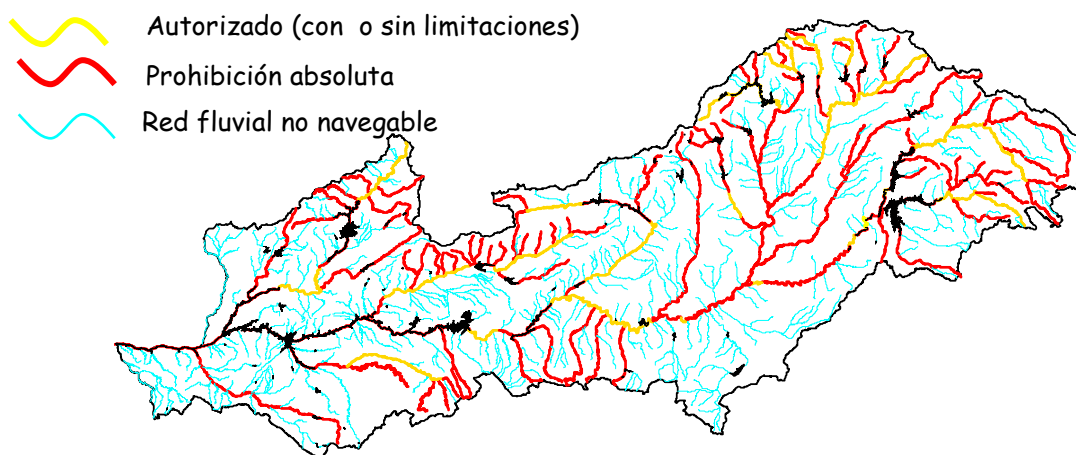 Autorizado (con o sin limitaciones)
Prohibición absoluta
Red fluvial no navegable